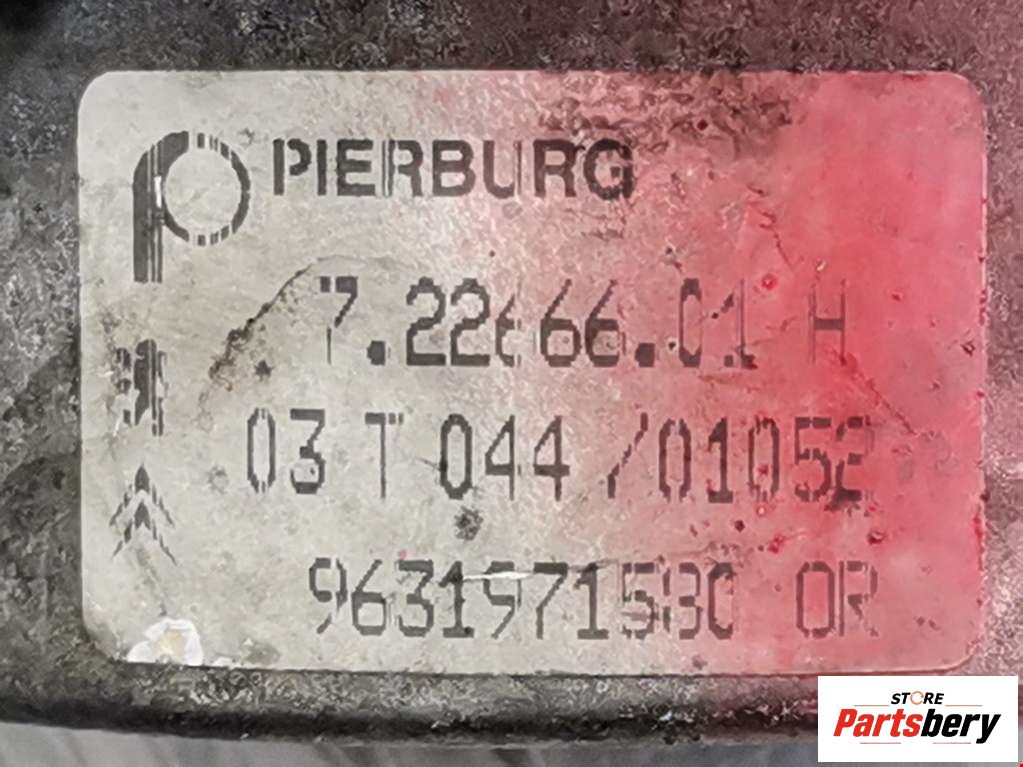 PIERBURG
7.22666.01 H
03 T 044 /01052
9631971580 OR
STORE
Partsbery